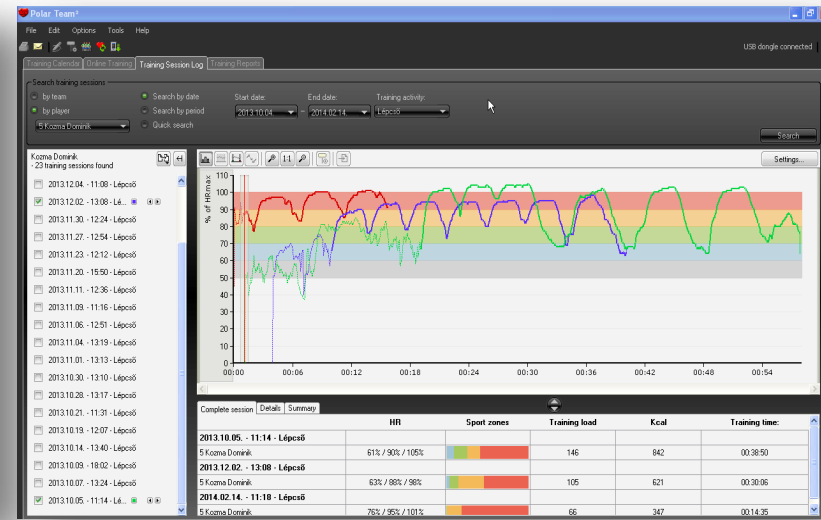 Polar Team²
File Edit Options Tools Help
USB dongle connected
Training Calendar Online Training Training Session Log Training Reports
Search training sessions
by team Search by date Start date: End date: Training activity:
by player Search by period 2013.10.04 - 2014.02.14 Lépcső
5 Kozma Dominik Quick search
Search
Kozma Dominik
- 23 training sessions found
1:1
Settings...
2013.12.04. - 11:08 - Lépcső
2013.12.02. - 13:08 - Lé...
2013.11.30. - 12:24 - Lépcső
2013.11.27. - 12:54 - Lépcső
2013.11.23. - 12:12 - Lépcső
2013.11.20. - 15:50 - Lépcső
2013.11.11. - 12:36 - Lépcső
2013.11.09. - 11:16 - Lépcső
2013.11.06. - 12:51 - Lépcső
2013.11.04. - 13:19 - Lépcső
2013.11.01. - 13:13 - Lépcső
2013.10.30. - 13:10 - Lépcső
2013.10.28. - 13:17 - Lépcső
2013.10.21. - 11:31 - Lépcső
2013.10.19. - 12:07 - Lépcső
2013.10.14. - 13:40 - Lépcső
2013.10.09. - 18:02 - Lépcső
2013.10.07. - 13:24 - Lépcső
2013.10.05. - 11:14 - Lé...
% of HRmax
110
100
90
80
70
60
50
40
30
20
10
0
00:00 00:06 00:12 00:18 00:24 00:30 00:36 00:42 00:48 00:54
Complete session Details Summary
HR Sport zones Training load Kcal Training time:
2013.10.05. - 11:14 - Lépcső
5 Kozma Dominik 61% / 90% / 105% 146 842 00:38:50
2013.12.02. - 13:08 - Lépcső
5 Kozma Dominik 63% / 88% / 98% 105 621 00:30:06
2014.02.14. - 11:18 - Lépcső
5 Kozma Dominik 76% / 95% / 101% 66 347 00:14:35